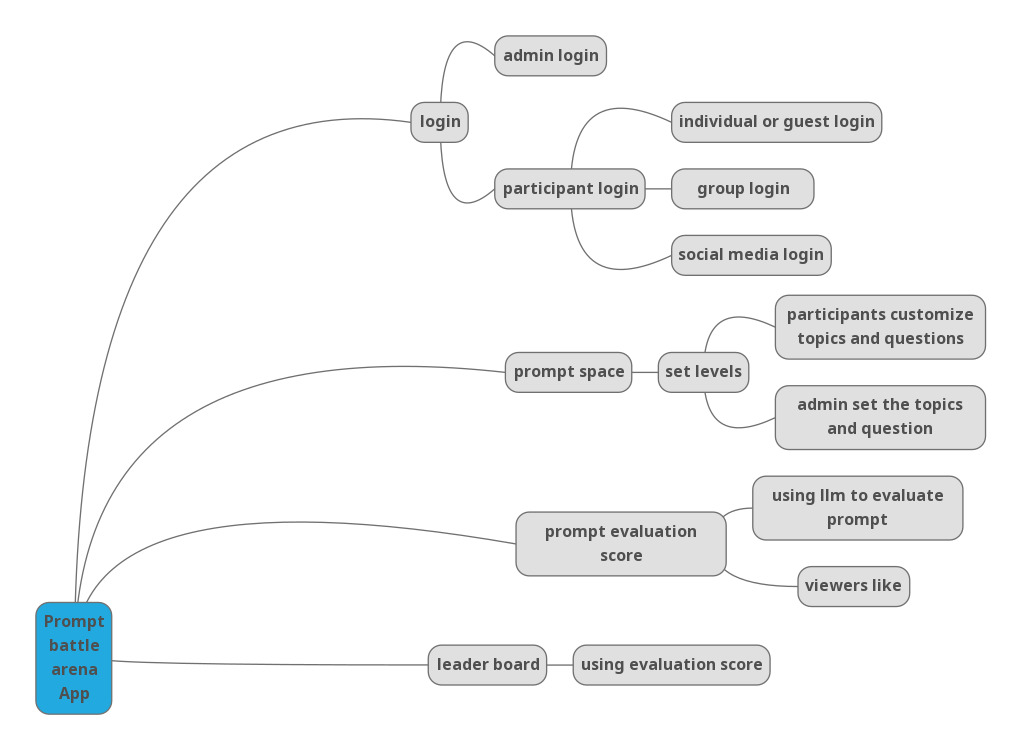 admin login
login
individual or guest login
participant login
group login
social media login
participants customize
topics and questions
prompt space
set levels
admin set the topics
and question
using llm to evaluate
prompt
prompt evaluation
score
viewers like
Prompt
battle
arena
App
leader board
using evaluation score